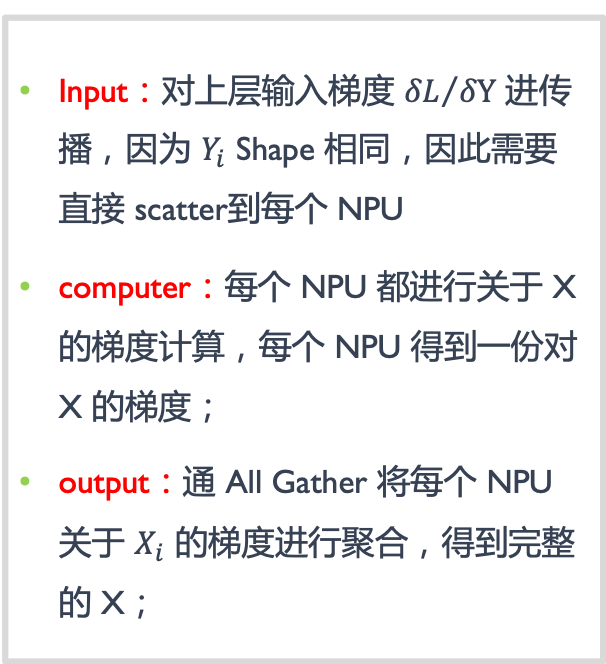 • Input：对上层输入梯度 𝛿𝐿/𝛿Y 进传
播，因为 𝑌𝑖 Shape 相同，因此需要
直接 scatter到每个 NPU
• computer：每个 NPU 都进行关于 X
的梯度计算，每个 NPU 得到一份对
X 的梯度；
• output：通 All Gather 将每个 NPU
关于 𝑋𝑖 的梯度进行聚合，得到完整
的 X；